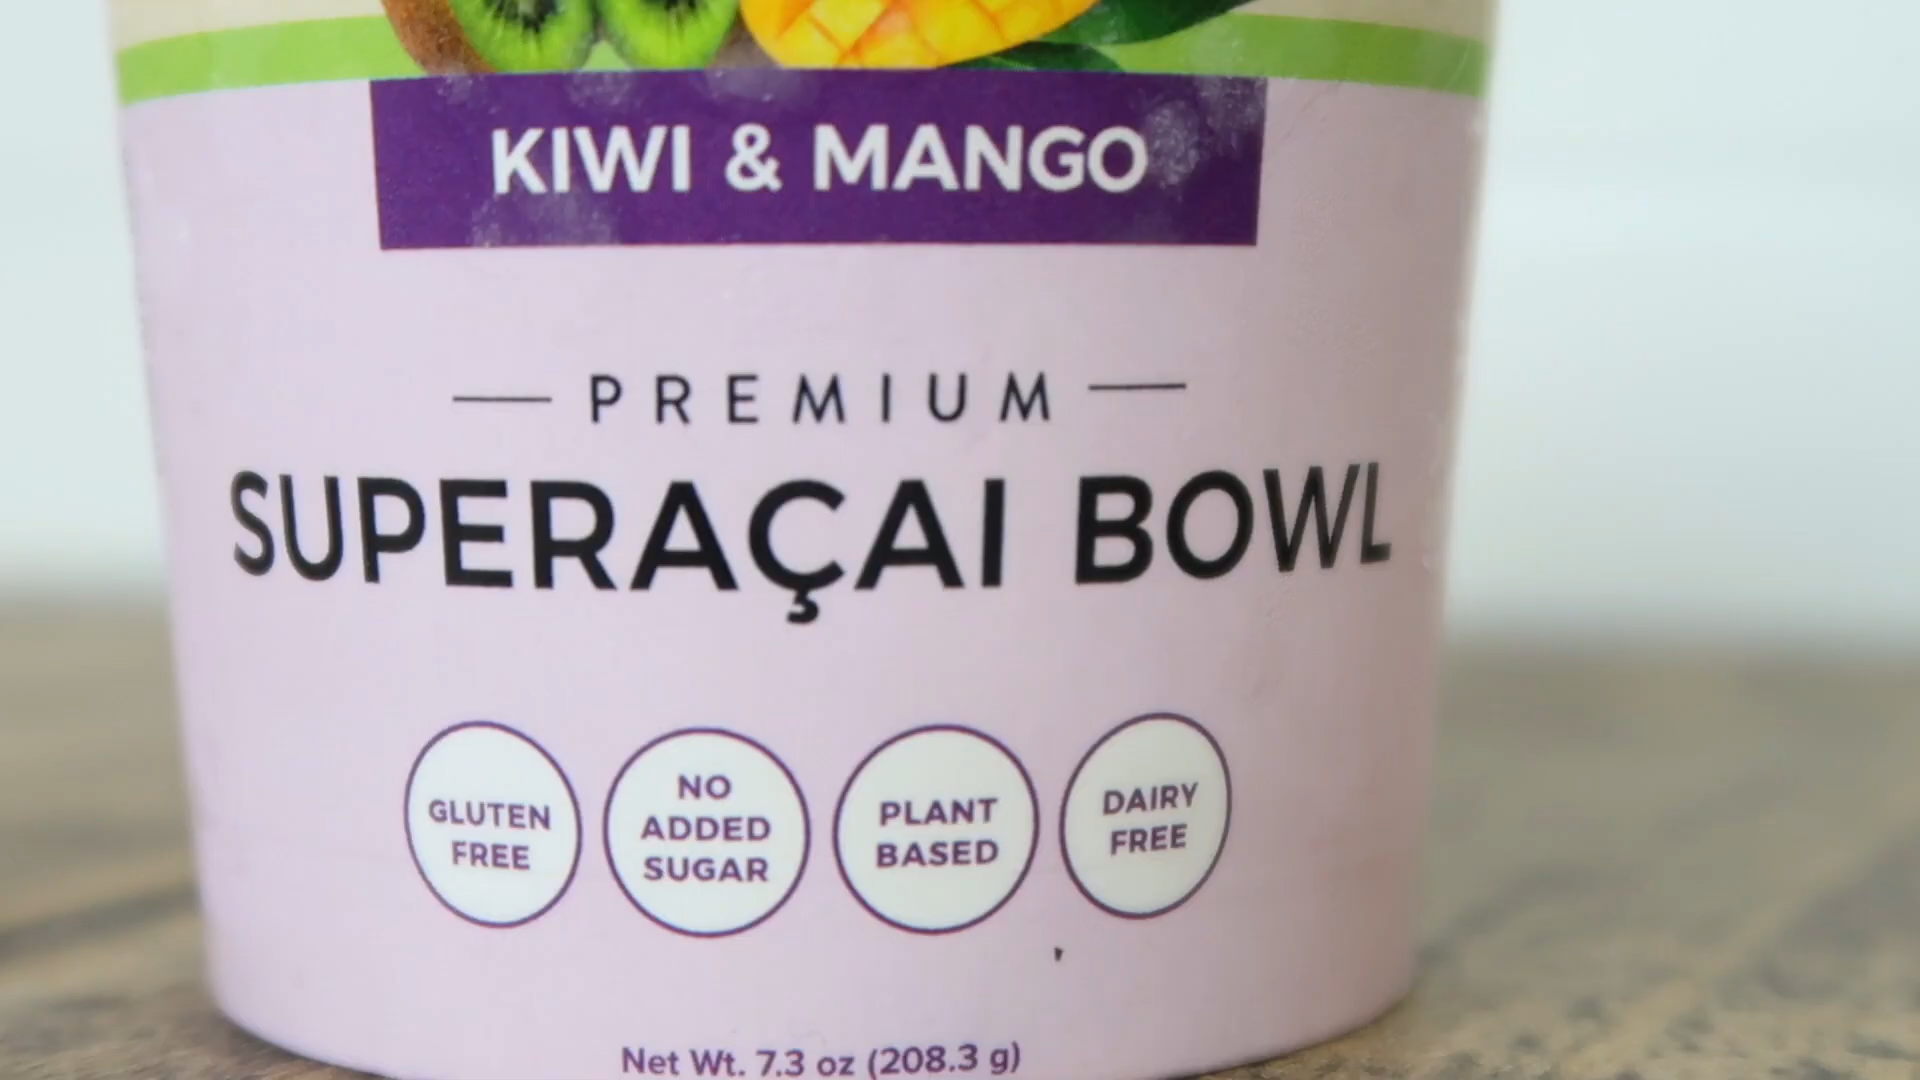 KIWI & MANGO
PREMIUM
SUPERAÇAI BOWL
GLUTEN
FREE
NO
ADDED
SUGAR
PLANT
BASED
DAIRY
FREE
Net Wt. 7.3 oz (208.3 g)